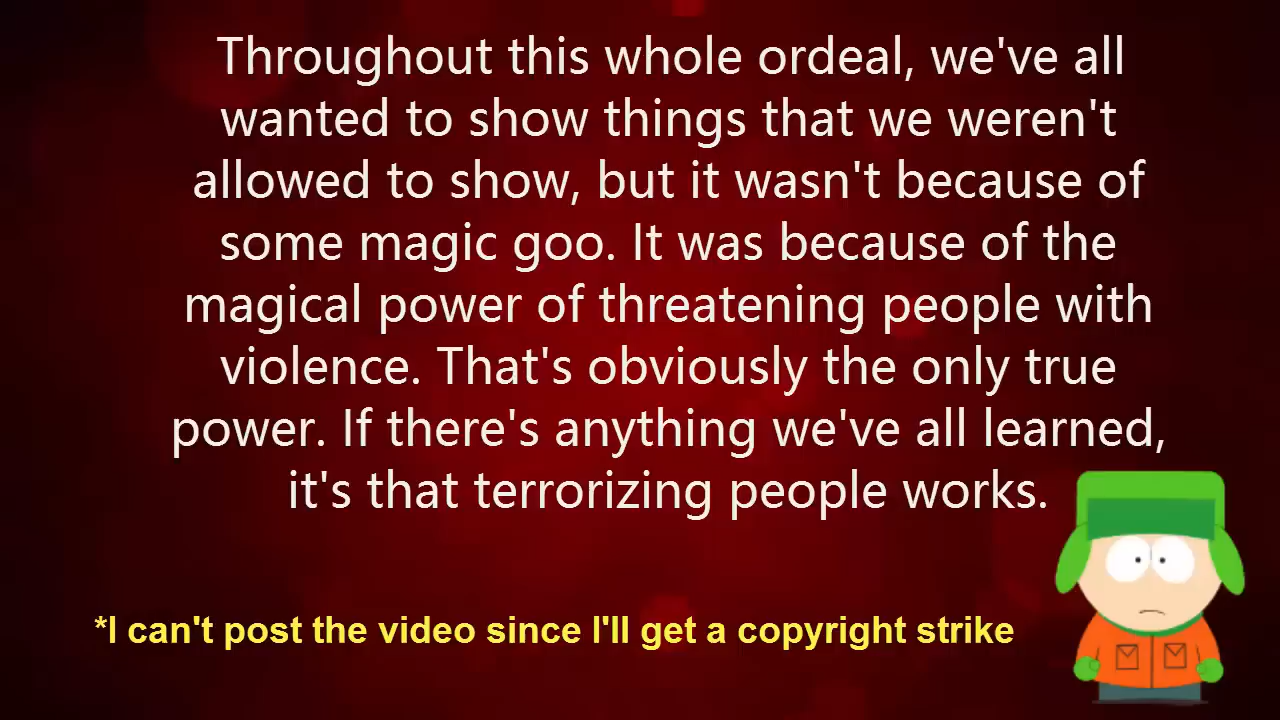 Throughout this whole ordeal, we've all
wanted to show things that we weren't
allowed to show, but it wasn't because of
some magic goo. It was because of the
magical power of threatening people with
violence. That's obviously the only true
power. If there's anything we've all learned,
it's that terrorizing people works.
*I can't post the video since I'll get a copyright strike